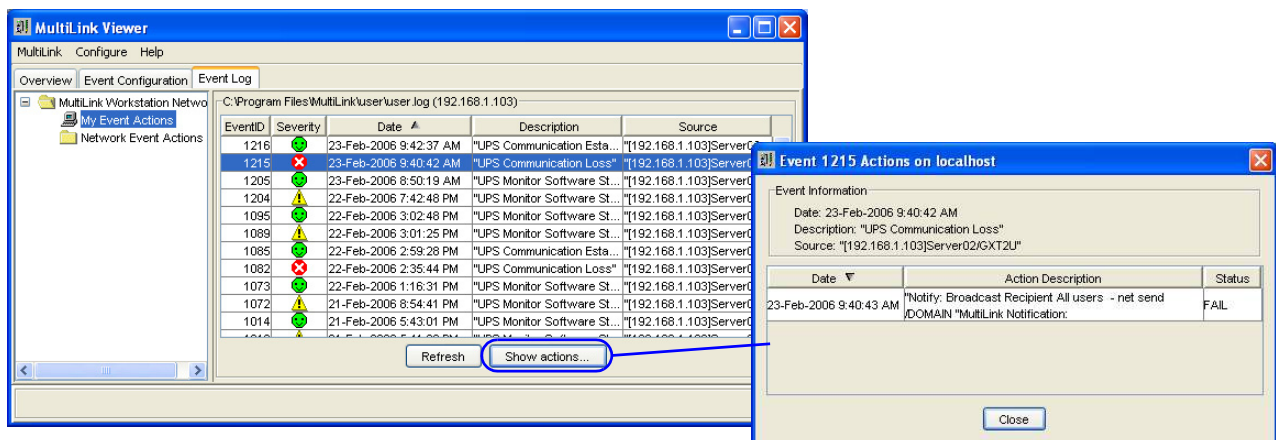 MultiLink Viewer
MultiLink Configure Help
Overview Event Configuration Event Log
MultiLink Workstation Netwo
My Event Actions
Network Event Actions
C:\Program Files\MultiLink\user\user.log (192.168.1.103)
EventID Severity Date Description Source
1216 23-Feb-2006 9:42:37 AM "UPS Communication Esta... "[192.168.1.103]Server0
1215 23-Feb-2006 9:40:42 AM "UPS Communication Loss" "[192.168.1.103]Server0
1205 23-Feb-2006 8:50:19 AM "UPS Monitor Software St... "[192.168.1.103]Server0
1204 22-Feb-2006 7:42:48 PM "UPS Monitor Software St... "[192.168.1.103]Server0
1095 22-Feb-2006 3:02:48 PM "UPS Monitor Software St... "[192.168.1.103]Server0
1089 22-Feb-2006 3:01:25 PM "UPS Monitor Software St... "[192.168.1.103]Server0
1085 22-Feb-2006 2:59:28 PM "UPS Communication Esta... "[192.168.1.103]Server0
1082 22-Feb-2006 2:35:44 PM "UPS Communication Loss" "[192.168.1.103]Server0
1073 22-Feb-2006 1:16:31 PM "UPS Monitor Software St... "[192.168.1.103]Server0
1072 21-Feb-2006 8:54:41 PM "UPS Monitor Software St... "[192.168.1.103]Server0
1014 21-Feb-2006 5:43:01 PM "UPS Monitor Software St... "[192.168.1.103]Server0
Refresh Show actions...
Event 1215 Actions on localhost
Event Information
Date: 23-Feb-2006 9:40:42 AM
Description: "UPS Communication Loss"
Source: "[192.168.1.103]Server02/GXT2U"
Date Action Description Status
23-Feb-2006 9:40:43 AM "Notify: Broadcast Recipient All users - net send FAIL
/DOMAIN "MultiLink Notification:
Close